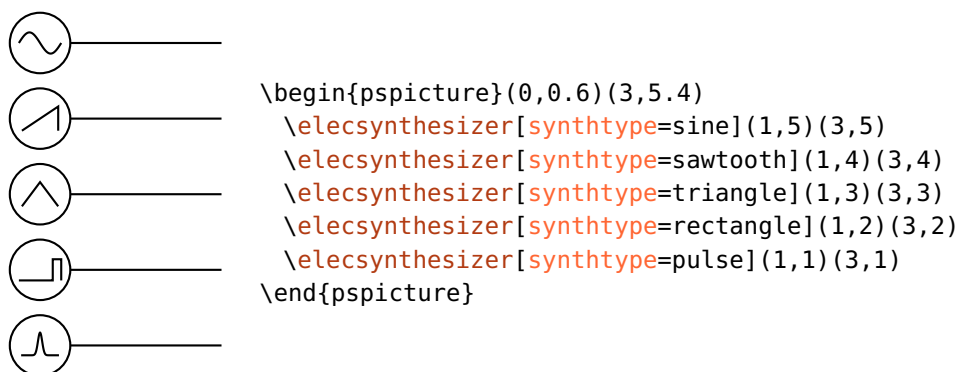 \begin{pspicture}(0,0.6)(3,5.4)
\elecsynthesizer[synthtype=sine](1,5)(3,5)
\elecsynthesizer[synthtype=sawtooth](1,4)(3,4)
\elecsynthesizer[synthtype=triangle](1,3)(3,3)
\elecsynthesizer[synthtype=rectangle](1,2)(3,2)
\elecsynthesizer[synthtype=pulse](1,1)(3,1)
\end{pspicture}